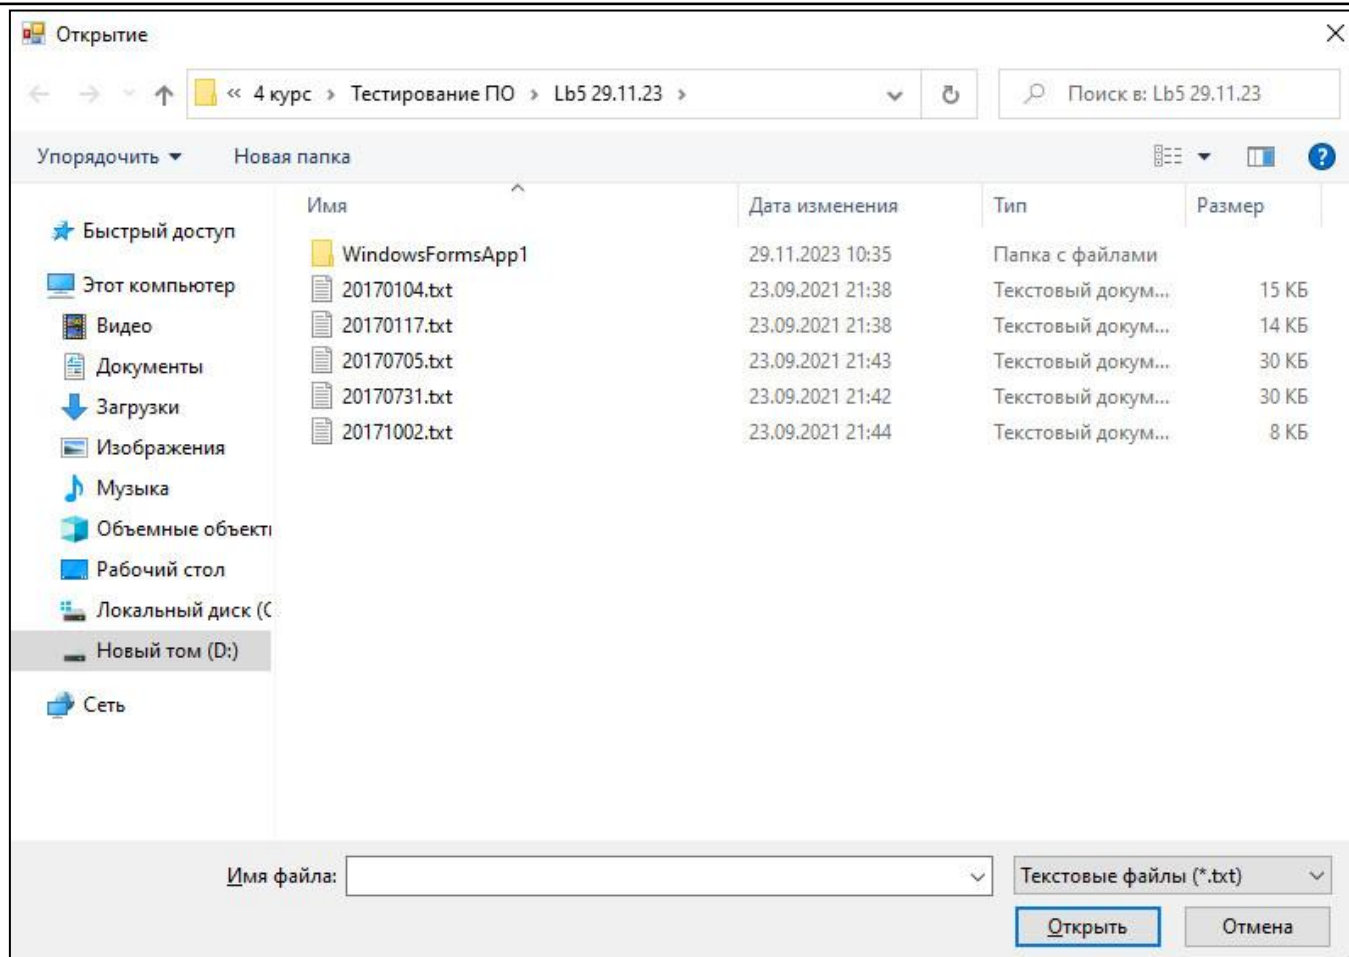 Открытие
« 4 курс › Тестирование ПО › Lb5 29.11.23 ›
Поиск в: Lb5 29.11.23
Упорядочить Новая папка
Имя Дата изменения Тип Размер
Быстрый доступ
Этот компьютер
Видео
Документы
Загрузки
Изображения
Музыка
Объемные объект
Рабочий стол
Локальный диск (C
Новый том (D:)
Сеть
WindowsFormsApp1 29.11.2023 10:35 Папка с файлами
20170104.txt 23.09.2021 21:38 Текстовый докум... 15 КБ
20170117.txt 23.09.2021 21:38 Текстовый докум... 14 КБ
20170705.txt 23.09.2021 21:43 Текстовый докум... 30 КБ
20170731.txt 23.09.2021 21:42 Текстовый докум... 30 КБ
20171002.txt 23.09.2021 21:44 Текстовый докум... 8 КБ
Имя файла: Текстовые файлы (*.txt)
Открыть Отмена